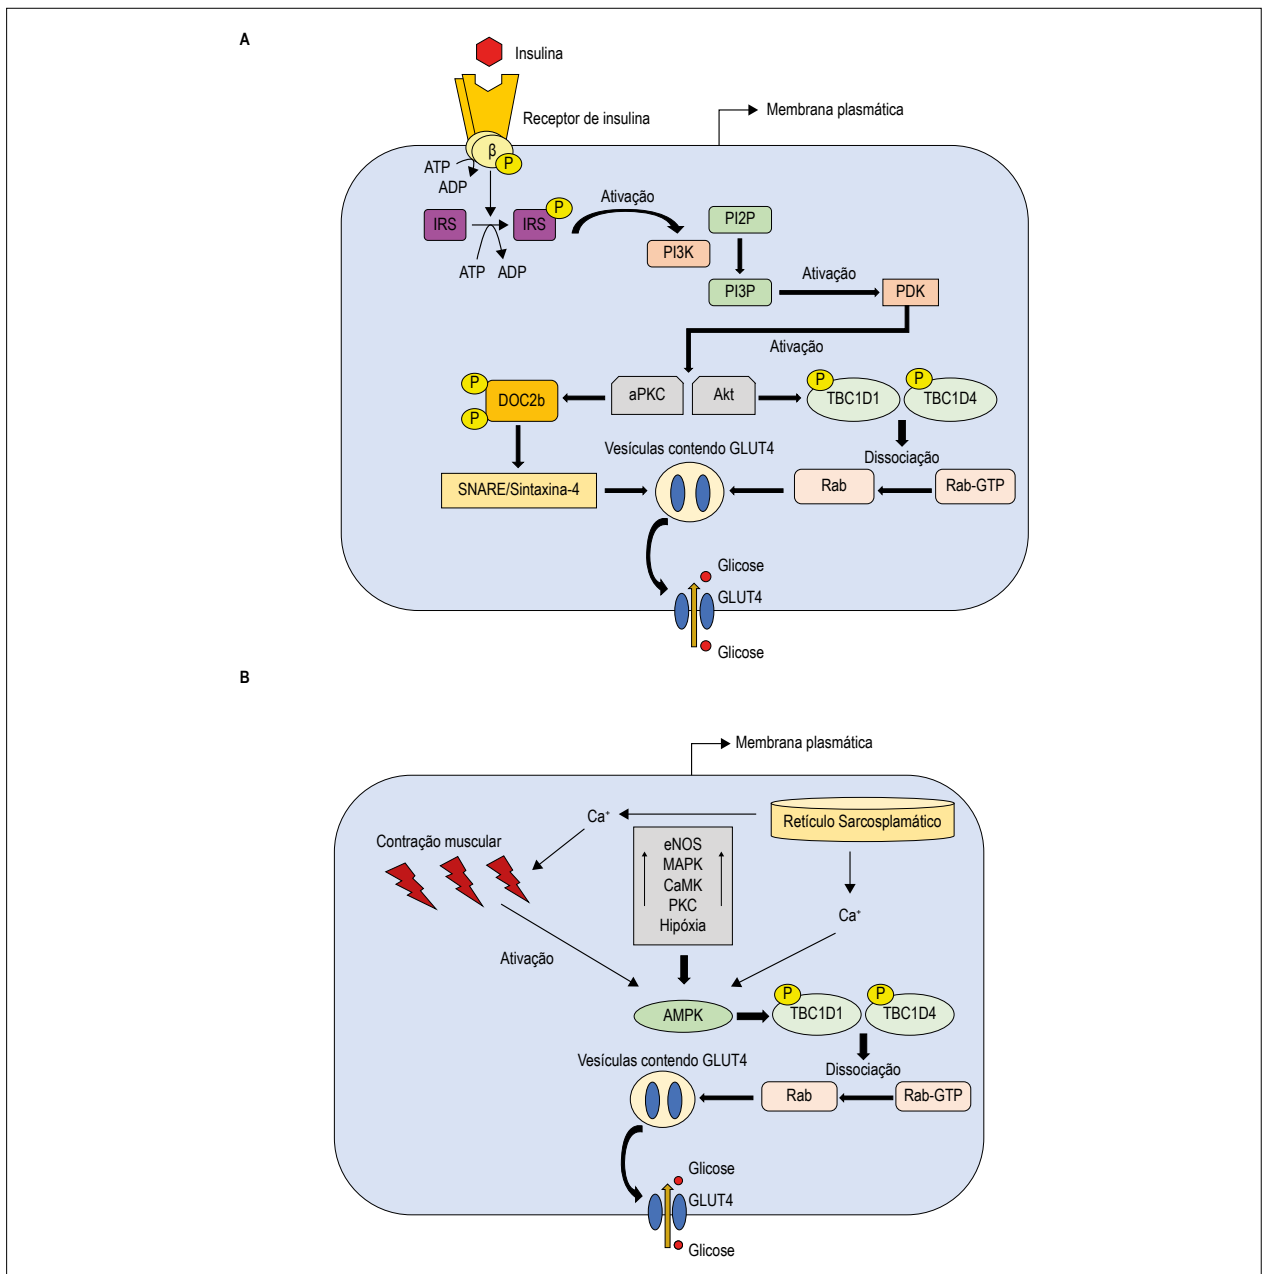 A
Insulina
Receptor de insulina
Membrana plasmática
β
P
ATP
ADP
IRS
IRS
P
ATP
ADP
Ativação
PI3K
PI2P
PI3P
Ativação
PDK
Ativação
P
P
DOC2b
aPKC
Akt
P
TBC1D1
P
TBC1D4
Dissociação
Vesículas contendo GLUT4
SNARE/Sintaxina-4
Rab
Rab-GTP
Glicose
GLUT4
Glicose
B
Membrana plasmática
Retículo Sarcosplamático
Ca⁺
Contração muscular
eNOS
MAPK
CaMK
PKC
Hipóxia
Ca⁺
Ativação
AMPK
P
TBC1D1
P
TBC1D4
Dissociação
Vesículas contendo GLUT4
Rab
Rab-GTP
Glicose
GLUT4
Glicose